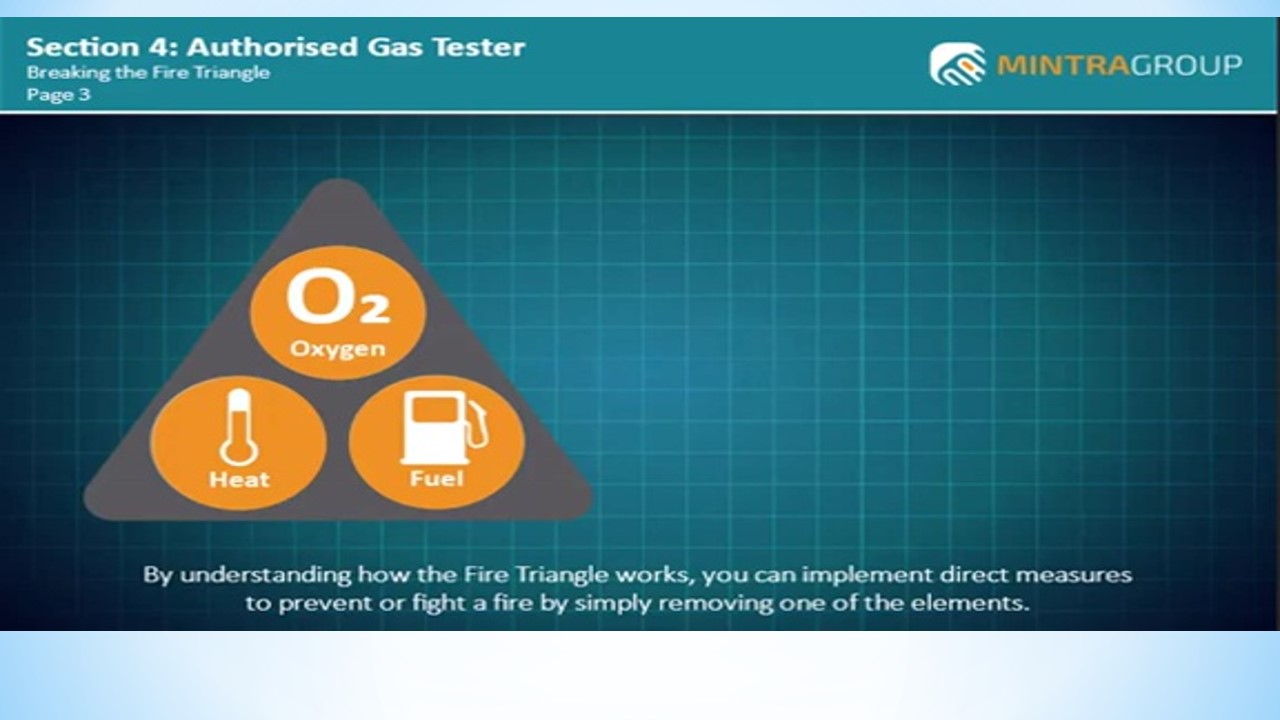 Section 4: Authorised Gas Tester
Breaking the Fire Triangle
Page 3
MINTRAGROUP
O₂
Oxygen
Heat
Fuel
By understanding how the Fire Triangle works, you can implement direct measures
to prevent or fight a fire by simply removing one of the elements.